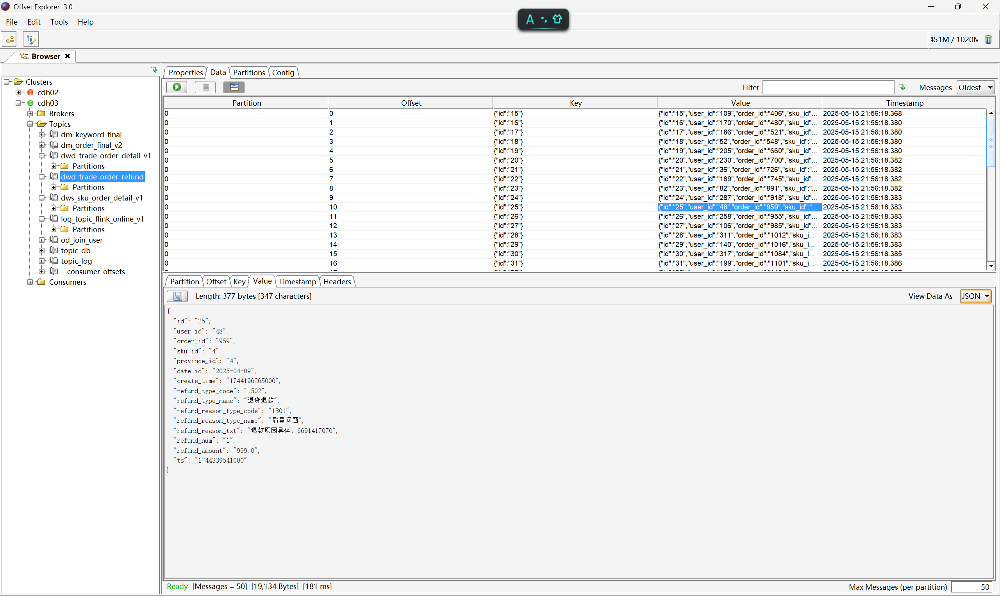 Offset Explorer 3.0
File Edit Tools Help
A
451M / 1020M
Browser
Properties Data Partitions Config
Clusters
cdh02
cdh03
Brokers
Topics
dm_keyword_final
dm_order_final_v2
dwd_trade_order_detail_v1
Partitions
dwd_trade_order_refund
Partitions
dws_sku_order_detail_v1
Partitions
log_topic_flink_online_v1
Partitions
od_join_user
topic_db
topic_log
__consumer_offsets
Consumers
Filter Messages Oldest
Partition Offset Key Value Timestamp
0 0 {"id":"15"} {"id":"15","user_id":"109","order_id":"406","sku_id"... 2025-05-15 21:56:18.368
0 1 {"id":"16"} {"id":"16","user_id":"170","order_id":"480","sku_id"... 2025-05-15 21:56:18.380
0 2 {"id":"17"} {"id":"17","user_id":"186","order_id":"521","sku_id"... 2025-05-15 21:56:18.380
0 3 {"id":"18"} {"id":"18","user_id":"52","order_id":"548","sku_id":"... 2025-05-15 21:56:18.380
0 4 {"id":"19"} {"id":"19","user_id":"205","order_id":"660","sku_id"... 2025-05-15 21:56:18.380
0 5 {"id":"20"} {"id":"20","user_id":"230","order_id":"700","sku_id"... 2025-05-15 21:56:18.382
0 6 {"id":"21"} {"id":"21","user_id":"36","order_id":"726","sku_id":"... 2025-05-15 21:56:18.382
0 7 {"id":"22"} {"id":"22","user_id":"189","order_id":"745","sku_id"... 2025-05-15 21:56:18.382
0 8 {"id":"23"} {"id":"23","user_id":"82","order_id":"891","sku_id":"... 2025-05-15 21:56:18.382
0 9 {"id":"24"} {"id":"24","user_id":"287","order_id":"918","sku_id"... 2025-05-15 21:56:18.383
0 10 {"id":"25"} {"id":"25","user_id":"48","order_id":"959","sku_id":"... 2025-05-15 21:56:18.383
0 11 {"id":"26"} {"id":"26","user_id":"258","order_id":"955","sku_id"... 2025-05-15 21:56:18.383
0 12 {"id":"27"} {"id":"27","user_id":"106","order_id":"985","sku_id"... 2025-05-15 21:56:18.383
0 13 {"id":"28"} {"id":"28","user_id":"311","order_id":"1012","sku_i... 2025-05-15 21:56:18.383
0 14 {"id":"29"} {"id":"29","user_id":"140","order_id":"1016","sku_i... 2025-05-15 21:56:18.383
0 15 {"id":"30"} {"id":"30","user_id":"317","order_id":"1084","sku_i... 2025-05-15 21:56:18.385
0 16 {"id":"31"} {"id":"31","user_id":"199","order_id":"1101","sku_i... 2025-05-15 21:56:18.386
Partition Offset Key Value Timestamp Headers
Length: 377 bytes [347 characters] View Data As JSON
{
"id": "25",
"user_id": "48",
"order_id": "959",
"sku_id": "4",
"province_id": "4",
"date_id": "2025-04-09",
"create_time": "1744196265000",
"refund_type_code": "1502",
"refund_type_name": "退货退款",
"refund_reason_type_code": "1301",
"refund_reason_type_name": "质量问题",
"refund_reason_txt": "退款原因具体：6691417070",
"refund_num": "1",
"refund_amount": "999.0",
"ts": "1744339541000"
}
Ready [Messages = 50] [19,134 Bytes] [181 ms] Max Messages (per partition) 50